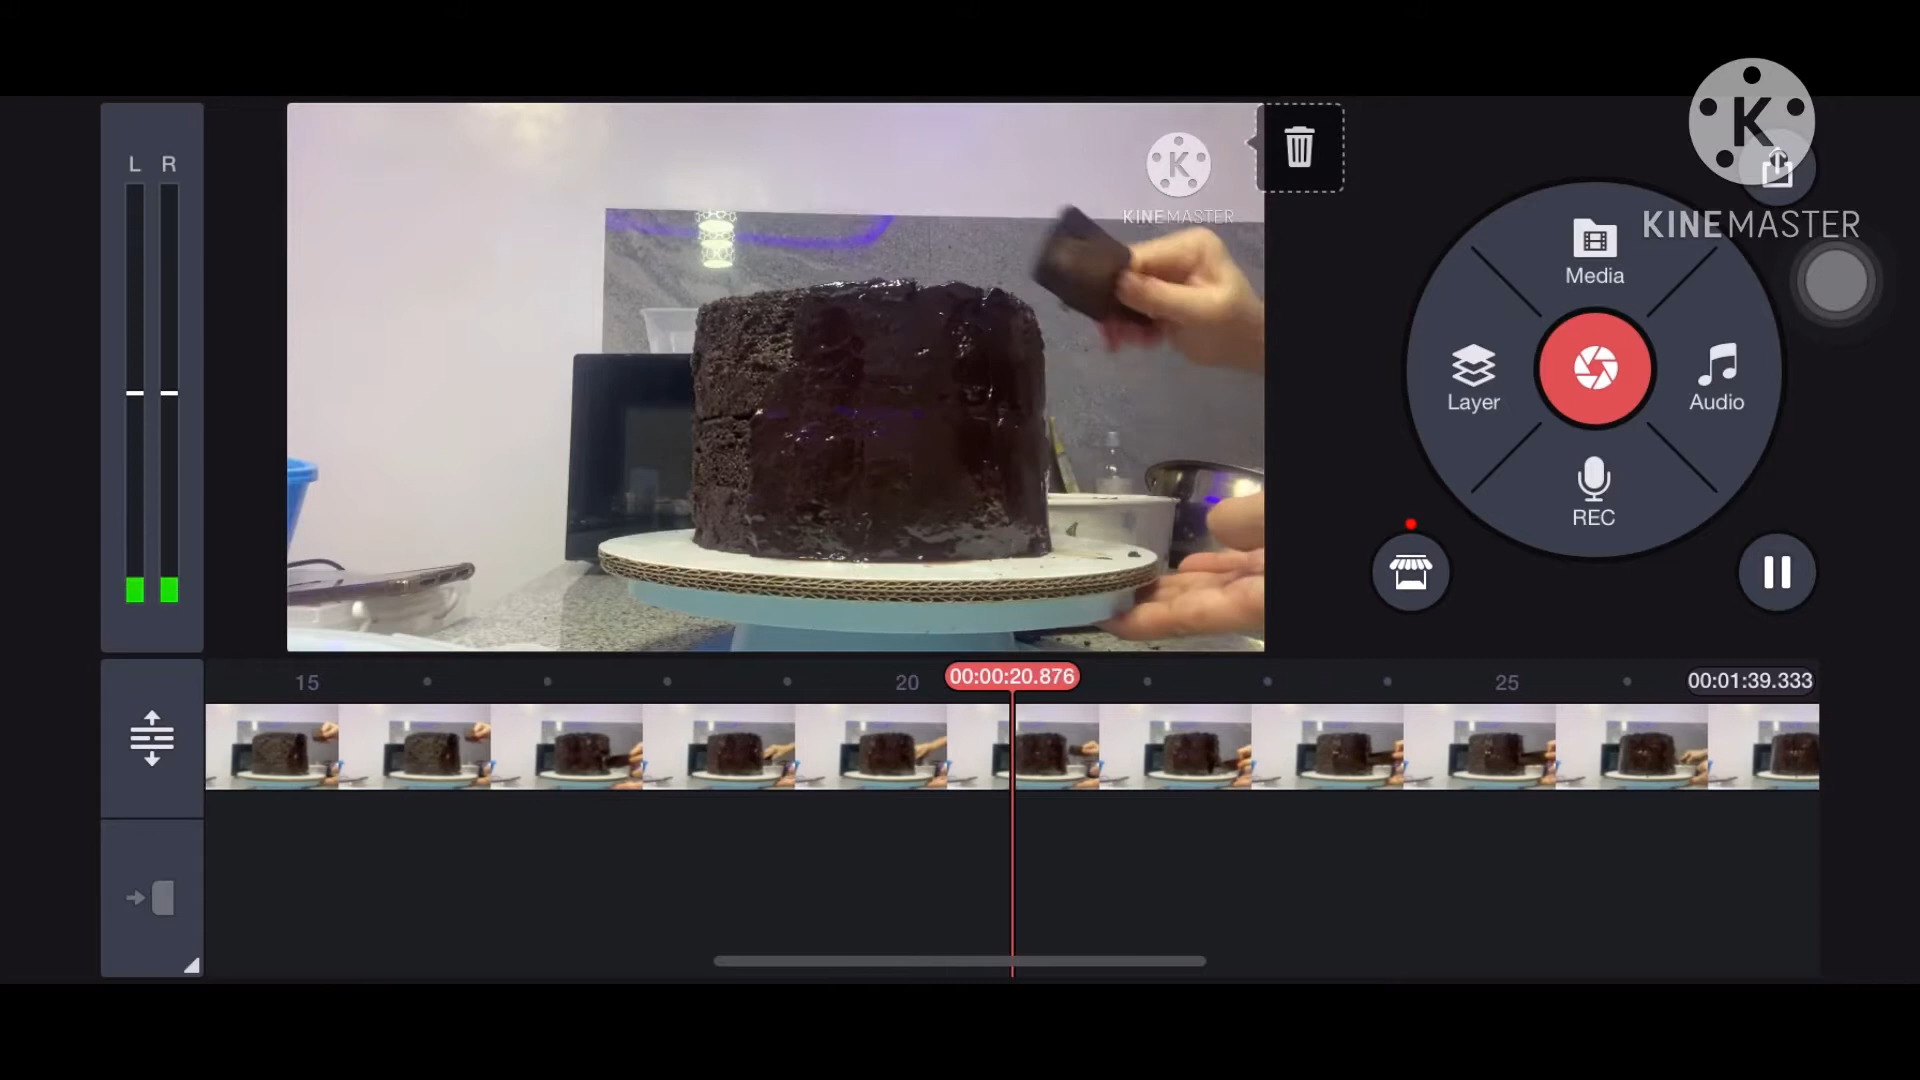 L R
K
KINEMASTER
K
KINEMASTER
Media
Layer
Audio
REC
15
20
00:00:20.876
25
00:01:39.333